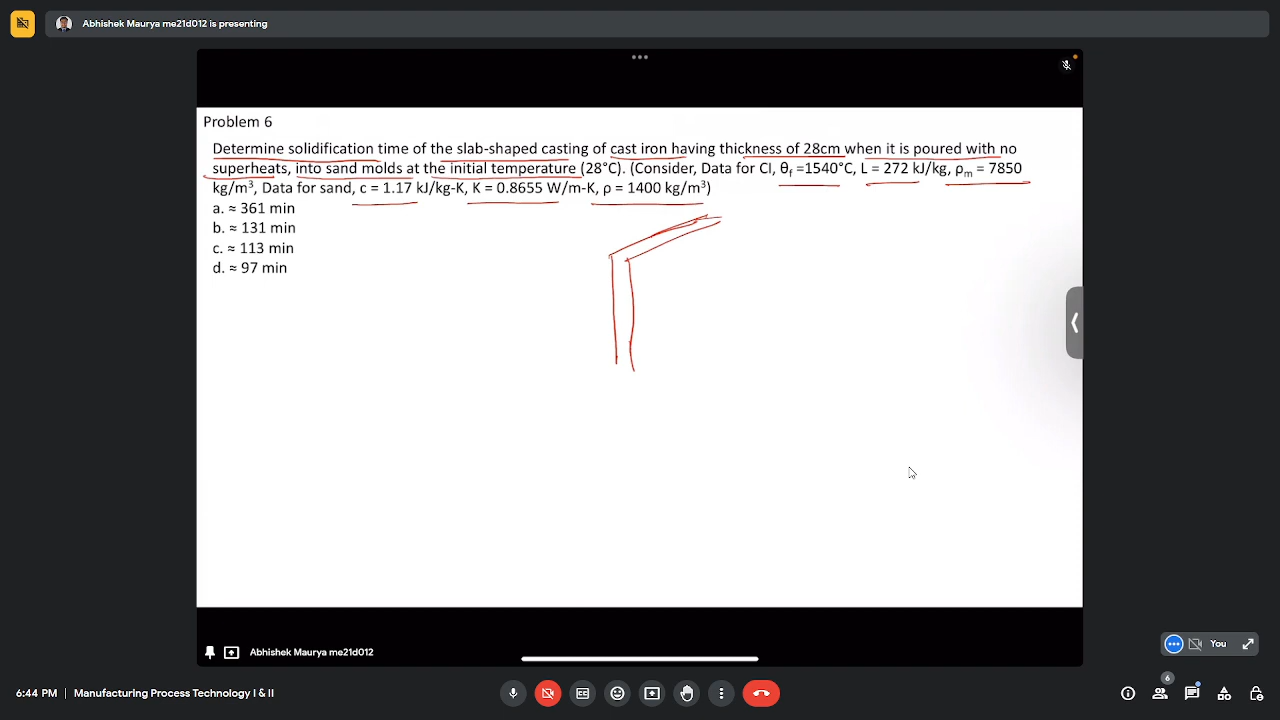 Abhishek Maurya me21d012 is presenting
Problem 6
Determine solidification time of the slab-shaped casting of cast iron having thickness of 28cm when it is poured with no
superheats, into sand molds at the initial temperature (28°C). (Consider, Data for CI, θf =1540°C, L = 272 kJ/kg, ρm = 7850
kg/m³, Data for sand, c = 1.17 kJ/kg-K, K = 0.8655 W/m-K, ρ = 1400 kg/m³)
a. ≈ 361 min
b. ≈ 131 min
c. ≈ 113 min
d. ≈ 97 min
Abhishek Maurya me21d012
You
6
6:44 PM | Manufacturing Process Technology I & II